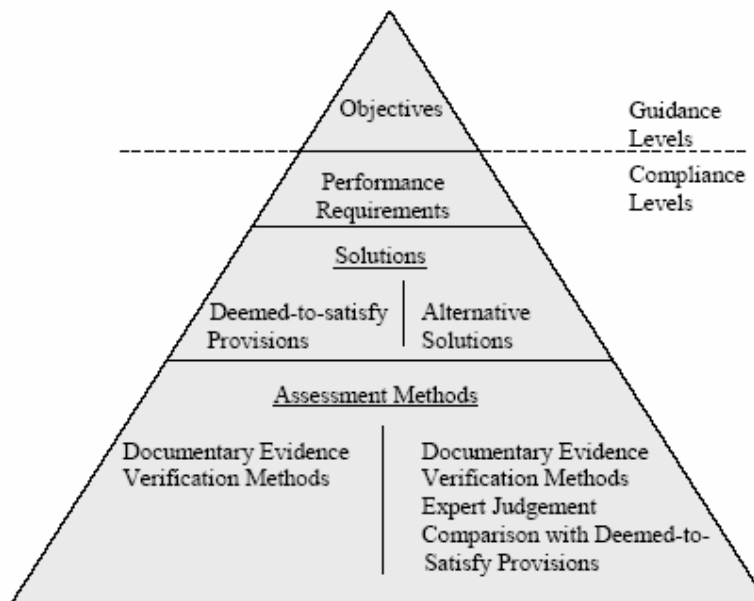 Objectives
Guidance
Levels
Compliance
Levels
Performance
Requirements
Solutions
Deemed-to-satisfy
Provisions
Alternative
Solutions
Assessment Methods
Documentary Evidence
Verification Methods
Documentary Evidence
Verification Methods
Expert Judgement
Comparison with Deemed-to-
Satisfy Provisions